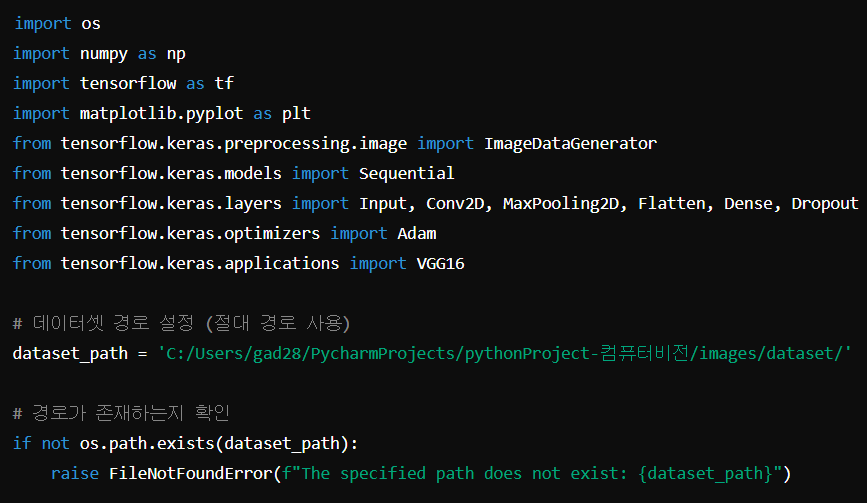 import os
import numpy as np
import tensorflow as tf
import matplotlib.pyplot as plt
from tensorflow.keras.preprocessing.image import ImageDataGenerator
from tensorflow.keras.models import Sequential
from tensorflow.keras.layers import Input, Conv2D, MaxPooling2D, Flatten, Dense, Dropout
from tensorflow.keras.optimizers import Adam
from tensorflow.keras.applications import VGG16
# 데이터셋 경로 설정 (절대 경로 사용)
dataset_path = 'C:/Users/gad28/PycharmProjects/pythonProject-컴퓨터비전/images/dataset/'
# 경로가 존재하는지 확인
if not os.path.exists(dataset_path):
    raise FileNotFoundError(f"The specified path does not exist: {dataset_path}")